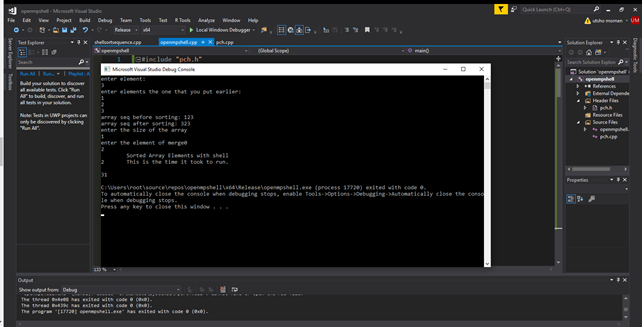 openmpshell - Microsoft Visual Studio
Quick Launch (Ctrl+Q)
File Edit View Project Build Debug Team Tools Test R Tools Analyze Window Help
utsho moman UM
Release x64 Local Windows Debugger
Release
Server Explorer
Toolbox
Test Explorer
Search
Run All | Run... | Playlist :
Build your solution to discover all available tests. Click "Run All" to build, discover, and run all tests in your solution.
Note: Tests in UWP projects can only be discovered by clicking "Run All".
shellsortsequence.cpp openmpshell.cpp pch.cpp
openmpshell (Global Scope) main()
1 #include "pch.h"
Microsoft Visual Studio Debug Console
enter element:
3
enter elements the one that you put earlier:
1
2
3
array seq before sorting: 123
array seq after sorting: 323
enter the size of the array
1
enter the element of merge0
2
Sorted Array Elements with shell
2 This is the time it took to run.
31
C:\Users\root\source\repos\openmpshell\x64\Release\openmpshell.exe (process 17720) exited with code 0.
To automatically close the console when debugging stops, enable Tools->Options->Debugging->Automatically close the conso
le when debugging stops.
Press any key to close this window . . .
133 %
Solution Explorer
Search Solution Explorer
Solution 'openmpshell'
openmpshell
References
External Depende
Header Files
pch.h
Resource Files
Source Files
openmpshell.
pch.cpp
Properties
Diagnostic Tools
Output
Show output from: Debug
The thread 0x4e08 has exited with code 0 (0x0).
The thread 0x439c has exited with code 0 (0x0).
The program '[17720] openmpshell.exe' has exited with code 0 (0x0).